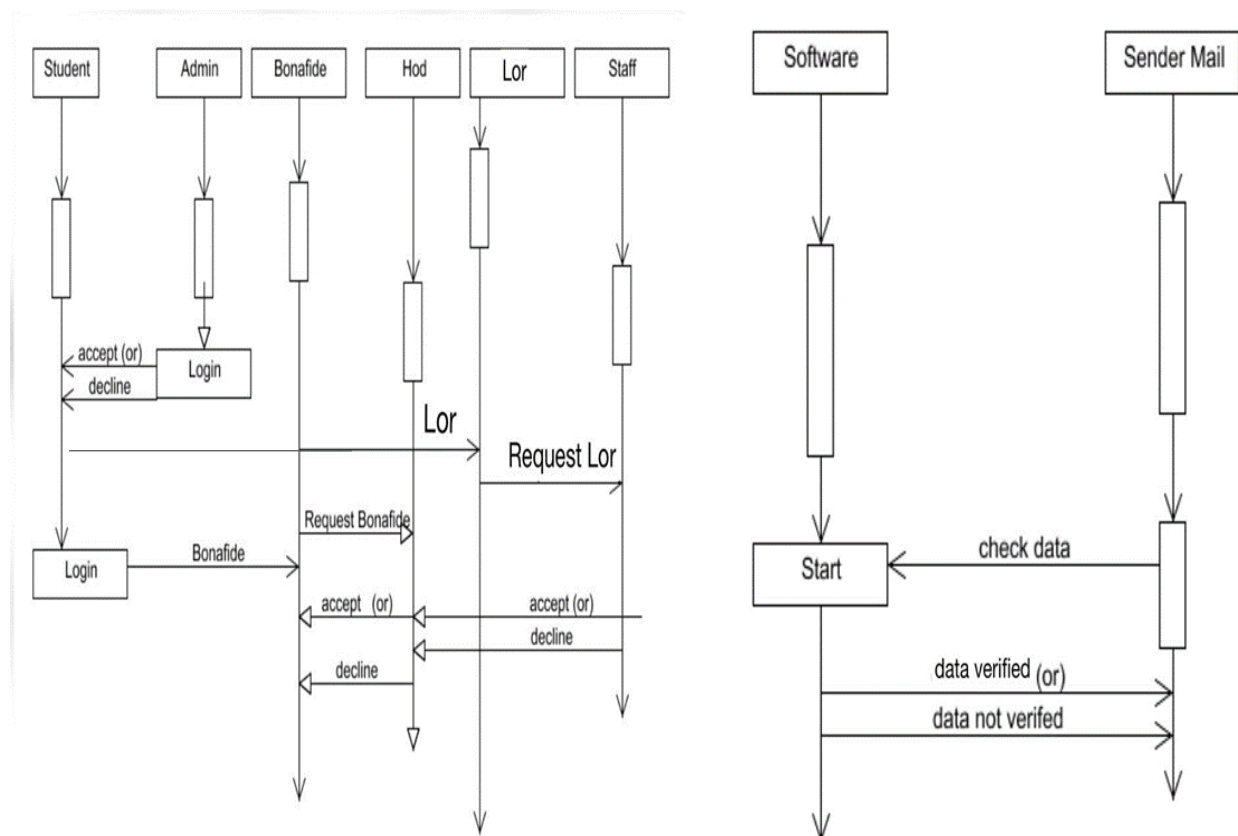 Student
Admin
Bonafide
Hod
Lor
Staff
accept (or)
decline
Login
Lor
Request Lor
Request Bonafide
Login
Bonafide
accept (or)
accept (or)
decline
decline
Software
Sender Mail
Start
check data
data verified (or)
data not verifed